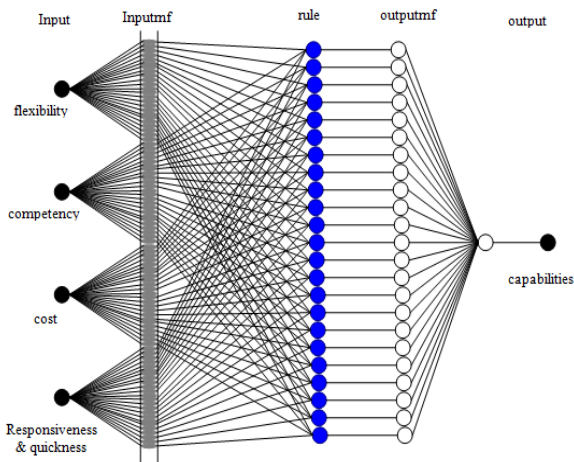 Input
Inputmf
rule
outputmf
output
flexibility
competency
cost
Responsiveness
& quickness
capabilities